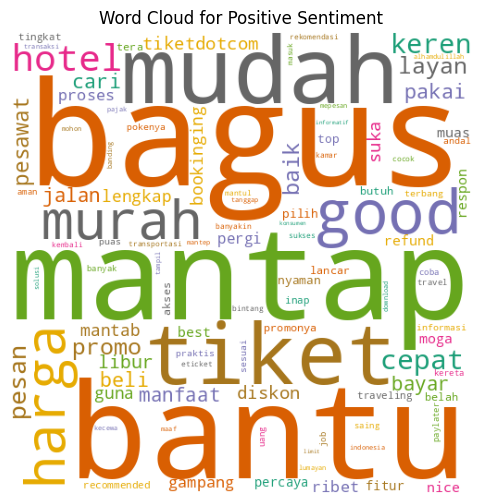 Word Cloud for Positive Sentiment
tingkat
transaksi
tera
rekomendasi
masuk
alhamdulillah
hotel
tiketdotcom
mudah
keren
layan
cari
proses
pokenya
pajak
pesawat
bagus
pakai
mepesan
informatif
muas
andal
mohon
banding
bookinging
baik
top
kamar
suka
cocok
aman
jalan
lengkap
mantul
tanggap
butuh
terbang
respon
murah
banyakin
konsumen
pilih
good
refund
kembali
puas
transportasi
mantap
pergi
sukses
mantap
solusi
banyak
tampil
akses
nyaman
lancar
inap
coba
travel
download
bintang
harga
mantab
promo
best
promonya
tiket
informasi
moga
pesan
libur
praktis
sesuai
cepat
kereta
eticket
beli
guna
manfaat
diskon
bayar
traveling
belah
paylater
bantu
kecewa
maaf
uang
job
saing
indonesia
luas
lumayan
recommended
gampang
percaya
ribet
fitur
nice